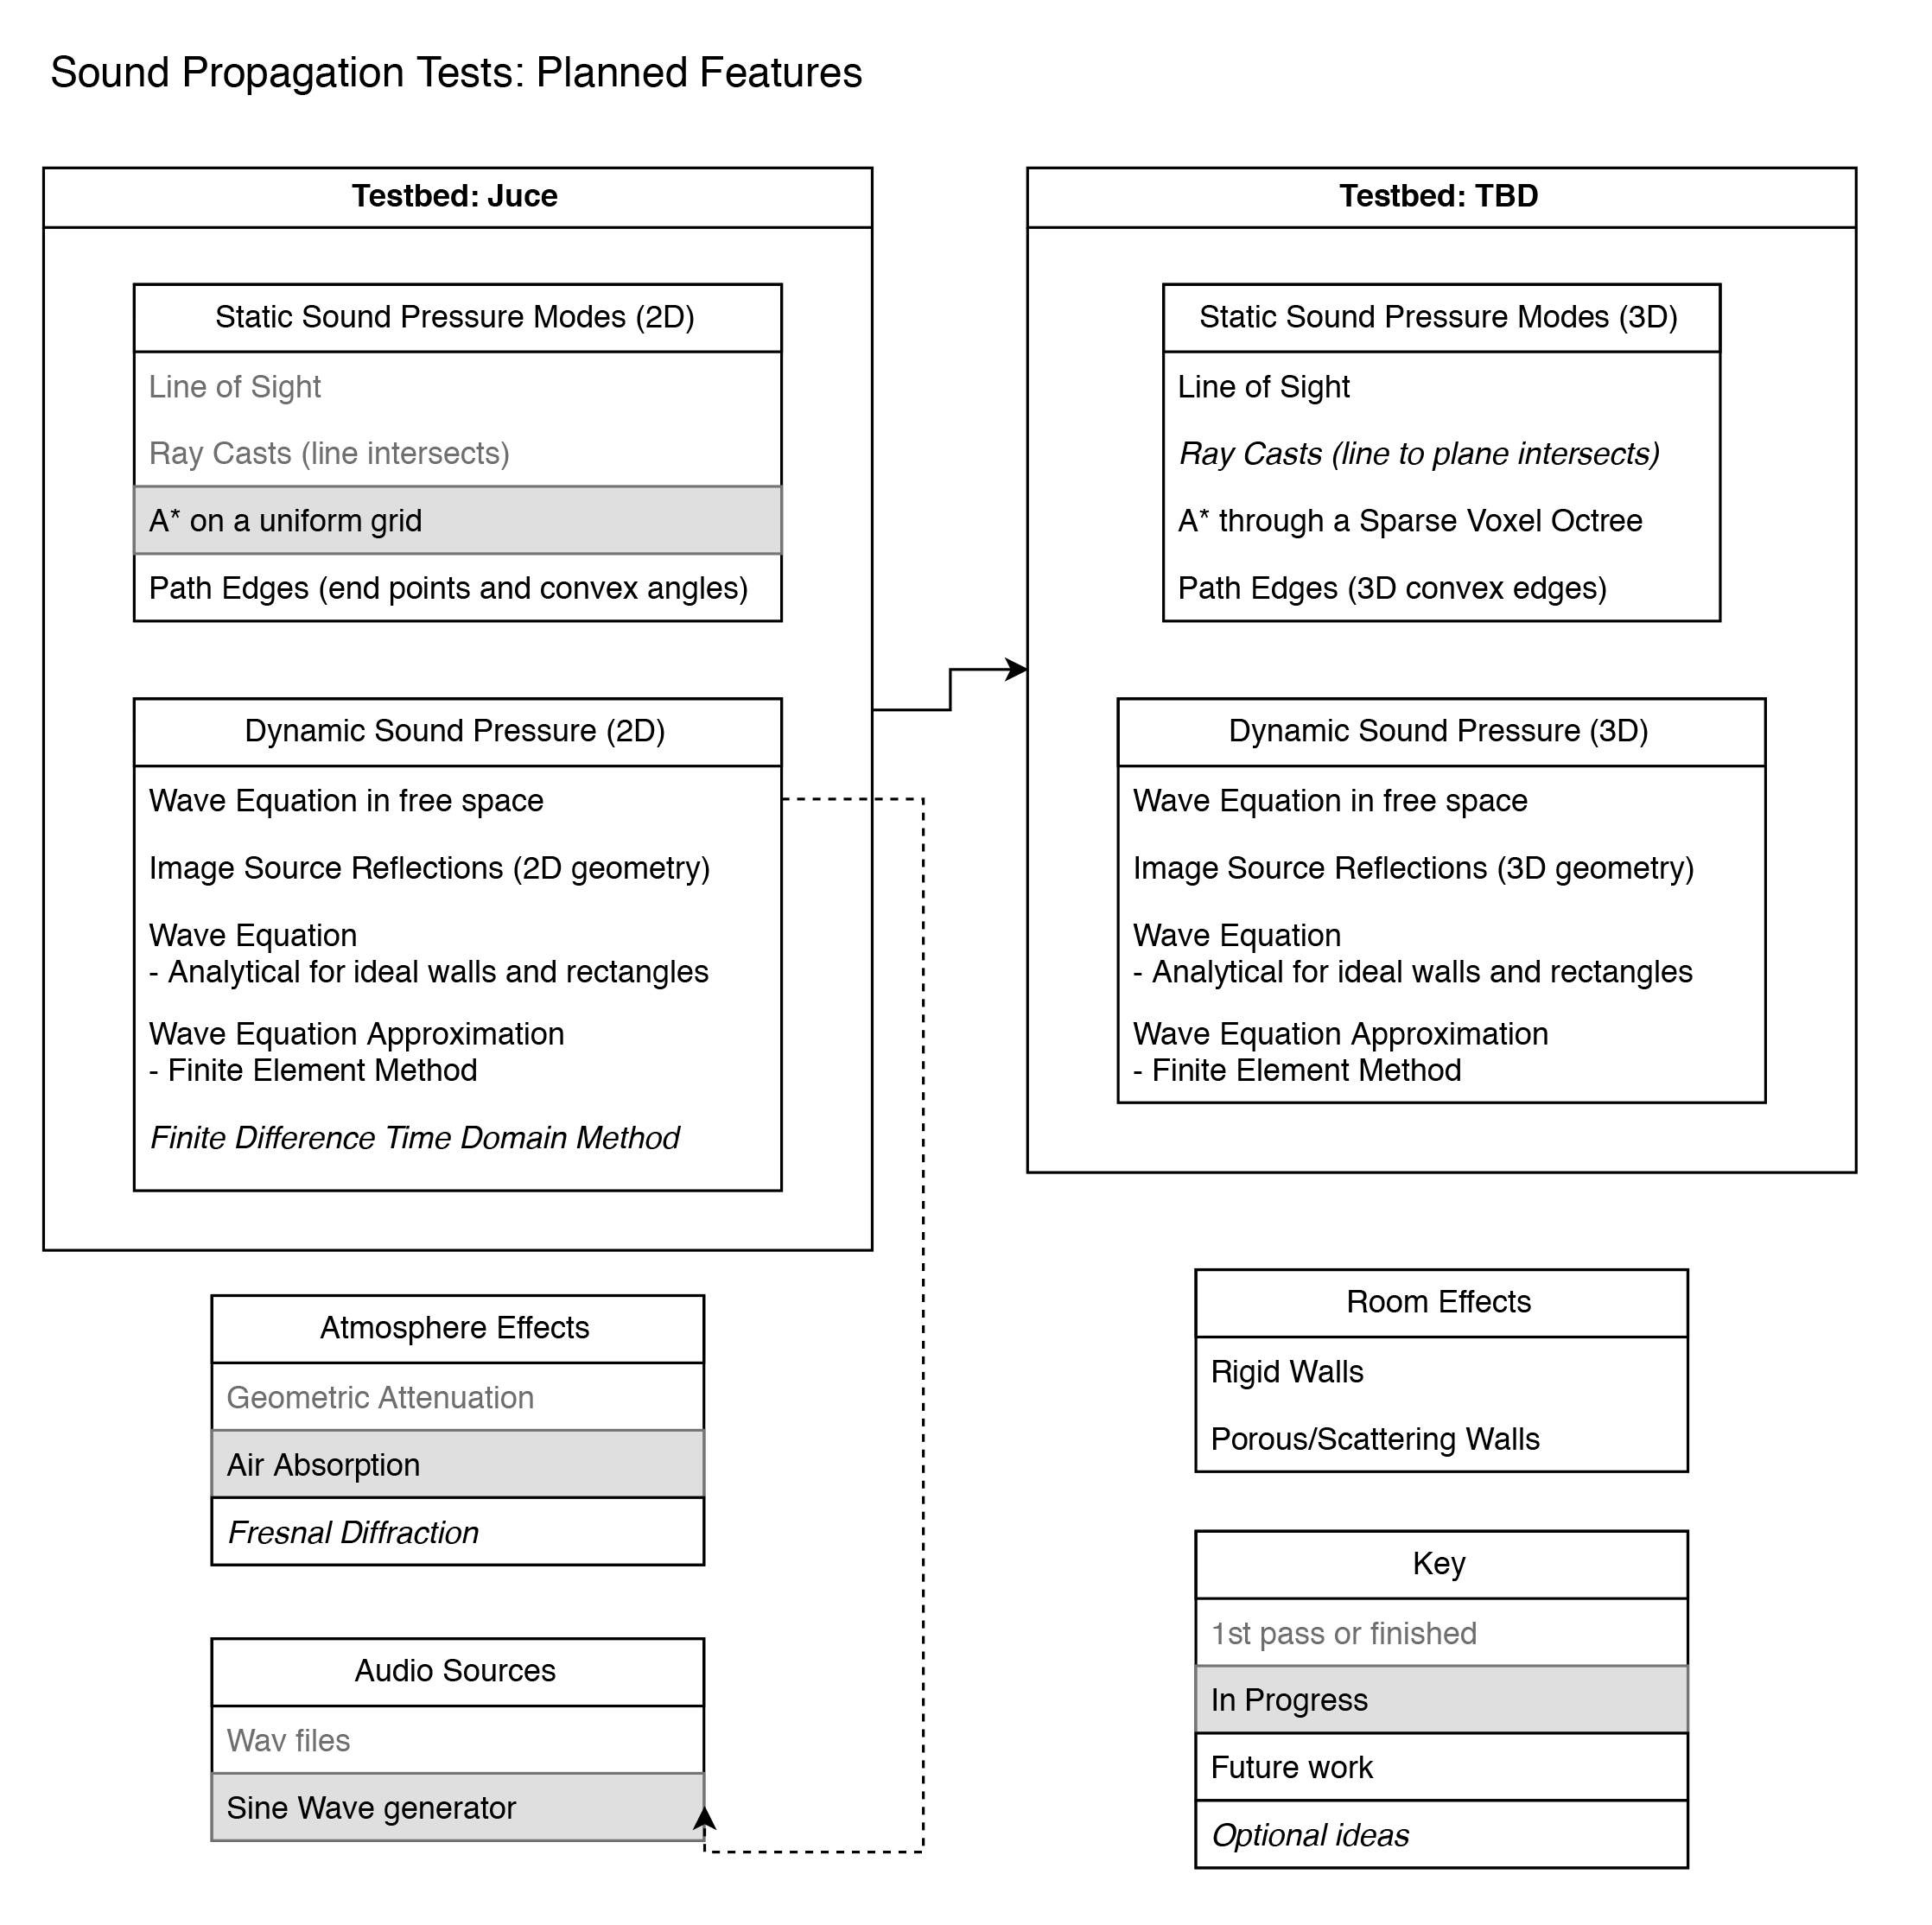 Sound Propagation Tests: Planned Features
Testbed: Juce
Static Sound Pressure Modes (2D)
Line of Sight
Ray Casts (line intersects)
A* on a uniform grid
Path Edges (end points and convex angles)
Dynamic Sound Pressure (2D)
Wave Equation in free space
Image Source Reflections (2D geometry)
Wave Equation
- Analytical for ideal walls and rectangles
Wave Equation Approximation
- Finite Element Method
Finite Difference Time Domain Method
Testbed: TBD
Static Sound Pressure Modes (3D)
Line of Sight
Ray Casts (line to plane intersects)
A* through a Sparse Voxel Octree
Path Edges (3D convex edges)
Dynamic Sound Pressure (3D)
Wave Equation in free space
Image Source Reflections (3D geometry)
Wave Equation
- Analytical for ideal walls and rectangles
Wave Equation Approximation
- Finite Element Method
Atmosphere Effects
Geometric Attenuation
Air Absorption
Fresnal Diffraction
Audio Sources
Wav files
Sine Wave generator
Room Effects
Rigid Walls
Porous/Scattering Walls
Key
1st pass or finished
In Progress
Future work
Optional ideas